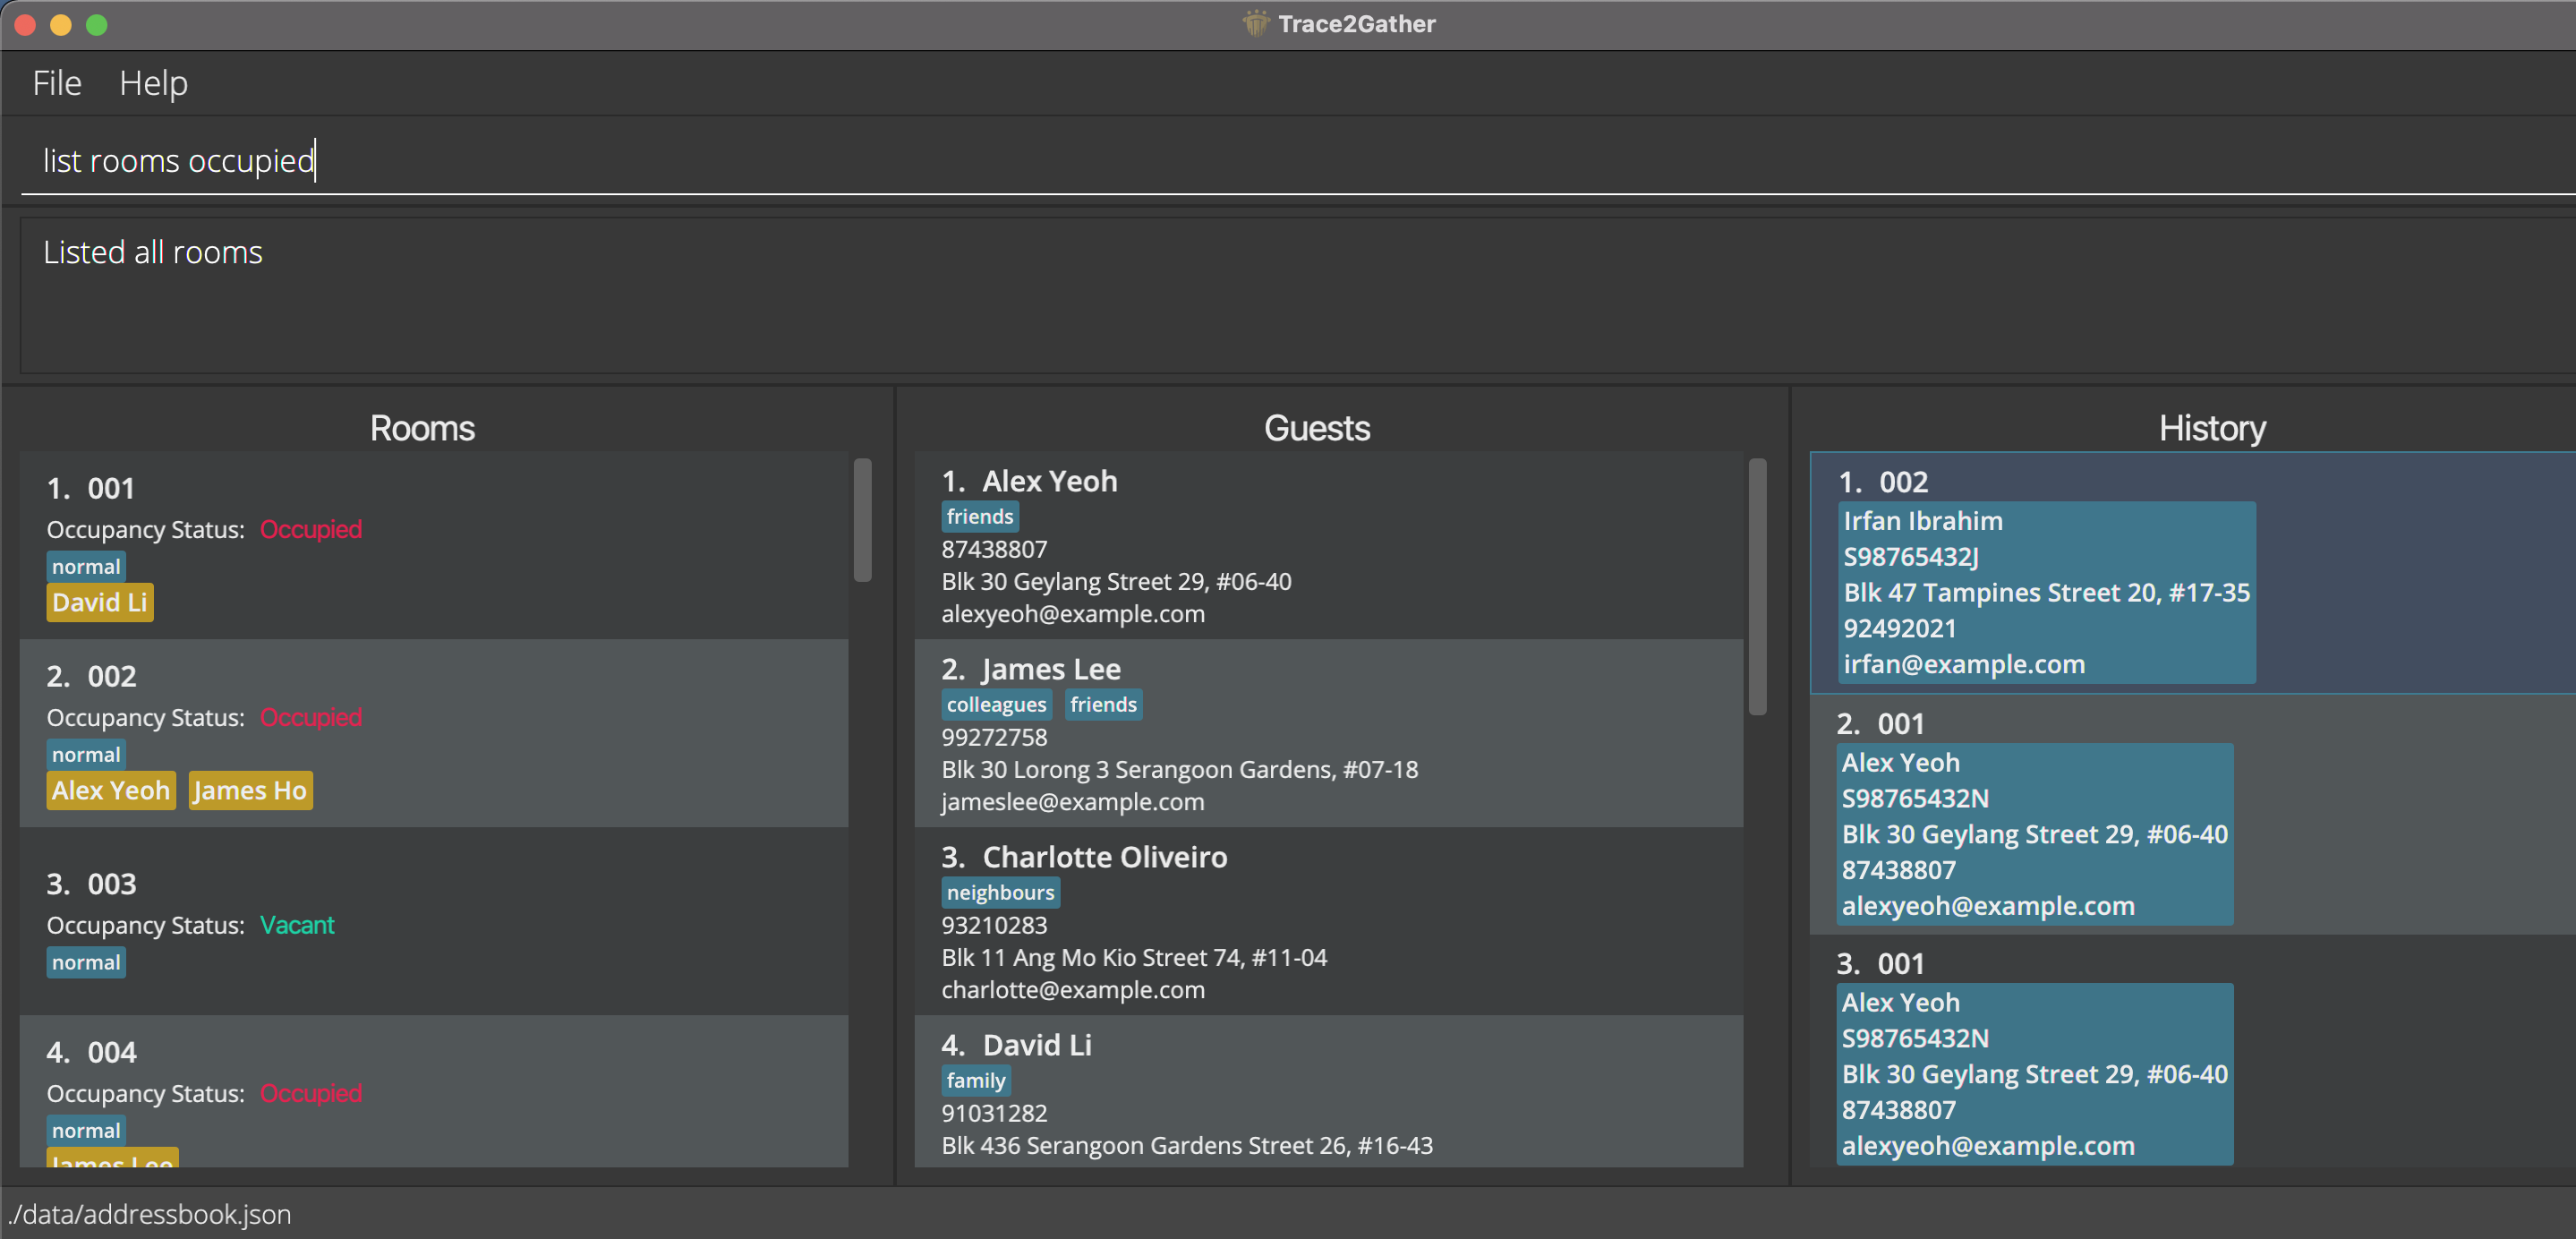 Trace2Gather
File Help
list rooms occupied
Listed all rooms
Rooms
1. 001
Occupancy Status: Occupied
normal
David Li
2. 002
Occupancy Status: Occupied
normal
Alex Yeoh James Ho
3. 003
Occupancy Status: Vacant
normal
4. 004
Occupancy Status: Occupied
normal
James Lee
Guests
1. Alex Yeoh
friends
87438807
Blk 30 Geylang Street 29, #06-40
alexyeoh@example.com
2. James Lee
colleagues friends
99272758
Blk 30 Lorong 3 Serangoon Gardens, #07-18
jameslee@example.com
3. Charlotte Oliveiro
neighbours
93210283
Blk 11 Ang Mo Kio Street 74, #11-04
charlotte@example.com
4. David Li
family
91031282
Blk 436 Serangoon Gardens Street 26, #16-43
History
1. 002
Irfan Ibrahim
S98765432J
Blk 47 Tampines Street 20, #17-35
92492021
irfan@example.com
2. 001
Alex Yeoh
S98765432N
Blk 30 Geylang Street 29, #06-40
87438807
alexyeoh@example.com
3. 001
Alex Yeoh
S98765432N
Blk 30 Geylang Street 29, #06-40
87438807
alexyeoh@example.com
./data/addressbook.json